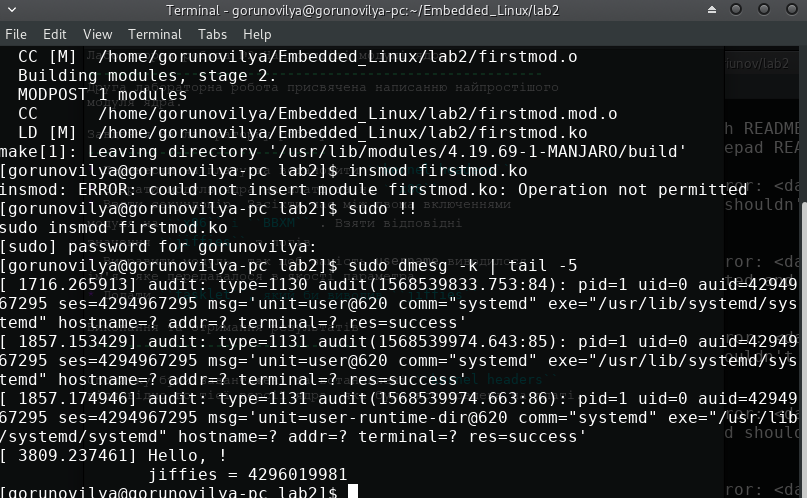 Terminal - gorunovilya@gorunovilya-pc:~/Embedded_Linux/lab2
File Edit View Terminal Tabs Help
CC [M]  /home/gorunovilya/Embedded_Linux/lab2/firstmod.o
Building modules, stage 2.
MODPOST 1 modules
CC      /home/gorunovilya/Embedded_Linux/lab2/firstmod.mod.o
LD [M]  /home/gorunovilya/Embedded_Linux/lab2/firstmod.ko
make[1]: Leaving directory '/usr/lib/modules/4.19.69-1-MANJARO/build'
[gorunovilya@gorunovilya-pc lab2]$ insmod firstmod.ko
insmod: ERROR: could not insert module firstmod.ko: Operation not permitted
[gorunovilya@gorunovilya-pc lab2]$ sudo !!
sudo insmod firstmod.ko
[sudo] password for gorunovilya:
[gorunovilya@gorunovilya-pc lab2]$ sudo dmesg -k | tail -5
[ 1716.265913] audit: type=1130 audit(1568539833.753:84): pid=1 uid=0 auid=42949
67295 ses=4294967295 msg='unit=user@620 comm="systemd" exe="/usr/lib/systemd/sys
temd" hostname=? addr=? terminal=? res=success'
[ 1857.153429] audit: type=1131 audit(1568539974.643:85): pid=1 uid=0 auid=42949
67295 ses=4294967295 msg='unit=user@620 comm="systemd" exe="/usr/lib/systemd/sys
temd" hostname=? addr=? terminal=? res=success'
[ 1857.174946] audit: type=1131 audit(1568539974.663:86): pid=1 uid=0 auid=42949
67295 ses=4294967295 msg='unit=user-runtime-dir@620 comm="systemd" exe="/usr/lib
/systemd/systemd" hostname=? addr=? terminal=? res=success'
[ 3809.237461] Hello, !
jiffies = 4296019981
[gorunovilya@gorunovilya-pc lab2]$